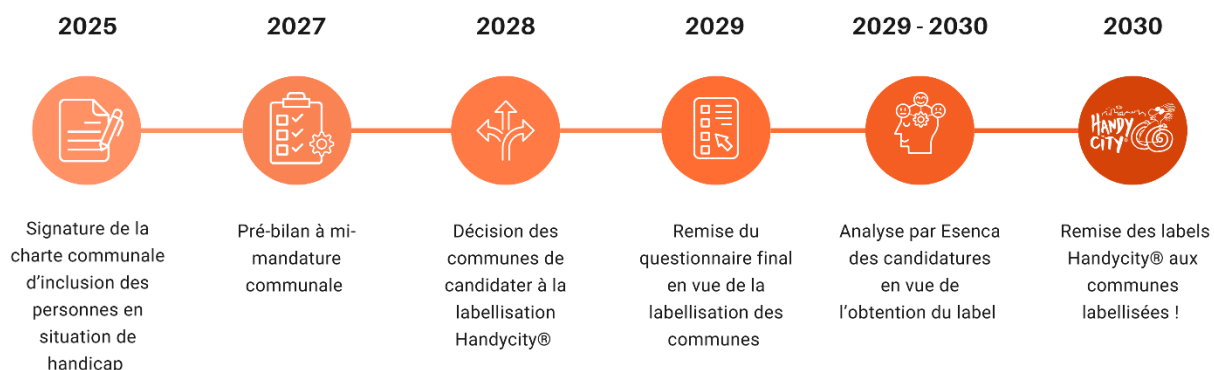 2025
Signature de la
charte communale
d’inclusion des
personnes en
situation de
handicap
2027
Pré-bilan à mi-
mandature
communale
2028
Décision des
communes de
candidater à la
labellisation
Handycity®
2029
Remise du
questionnaire final
en vue de la
labellisation des
communes
2029 - 2030
Analyse par Esenca
des candidatures
en vue de
l’obtention du label
2030
HANDY
CITY
Remise des labels
Handycity® aux
communes
labellisées !